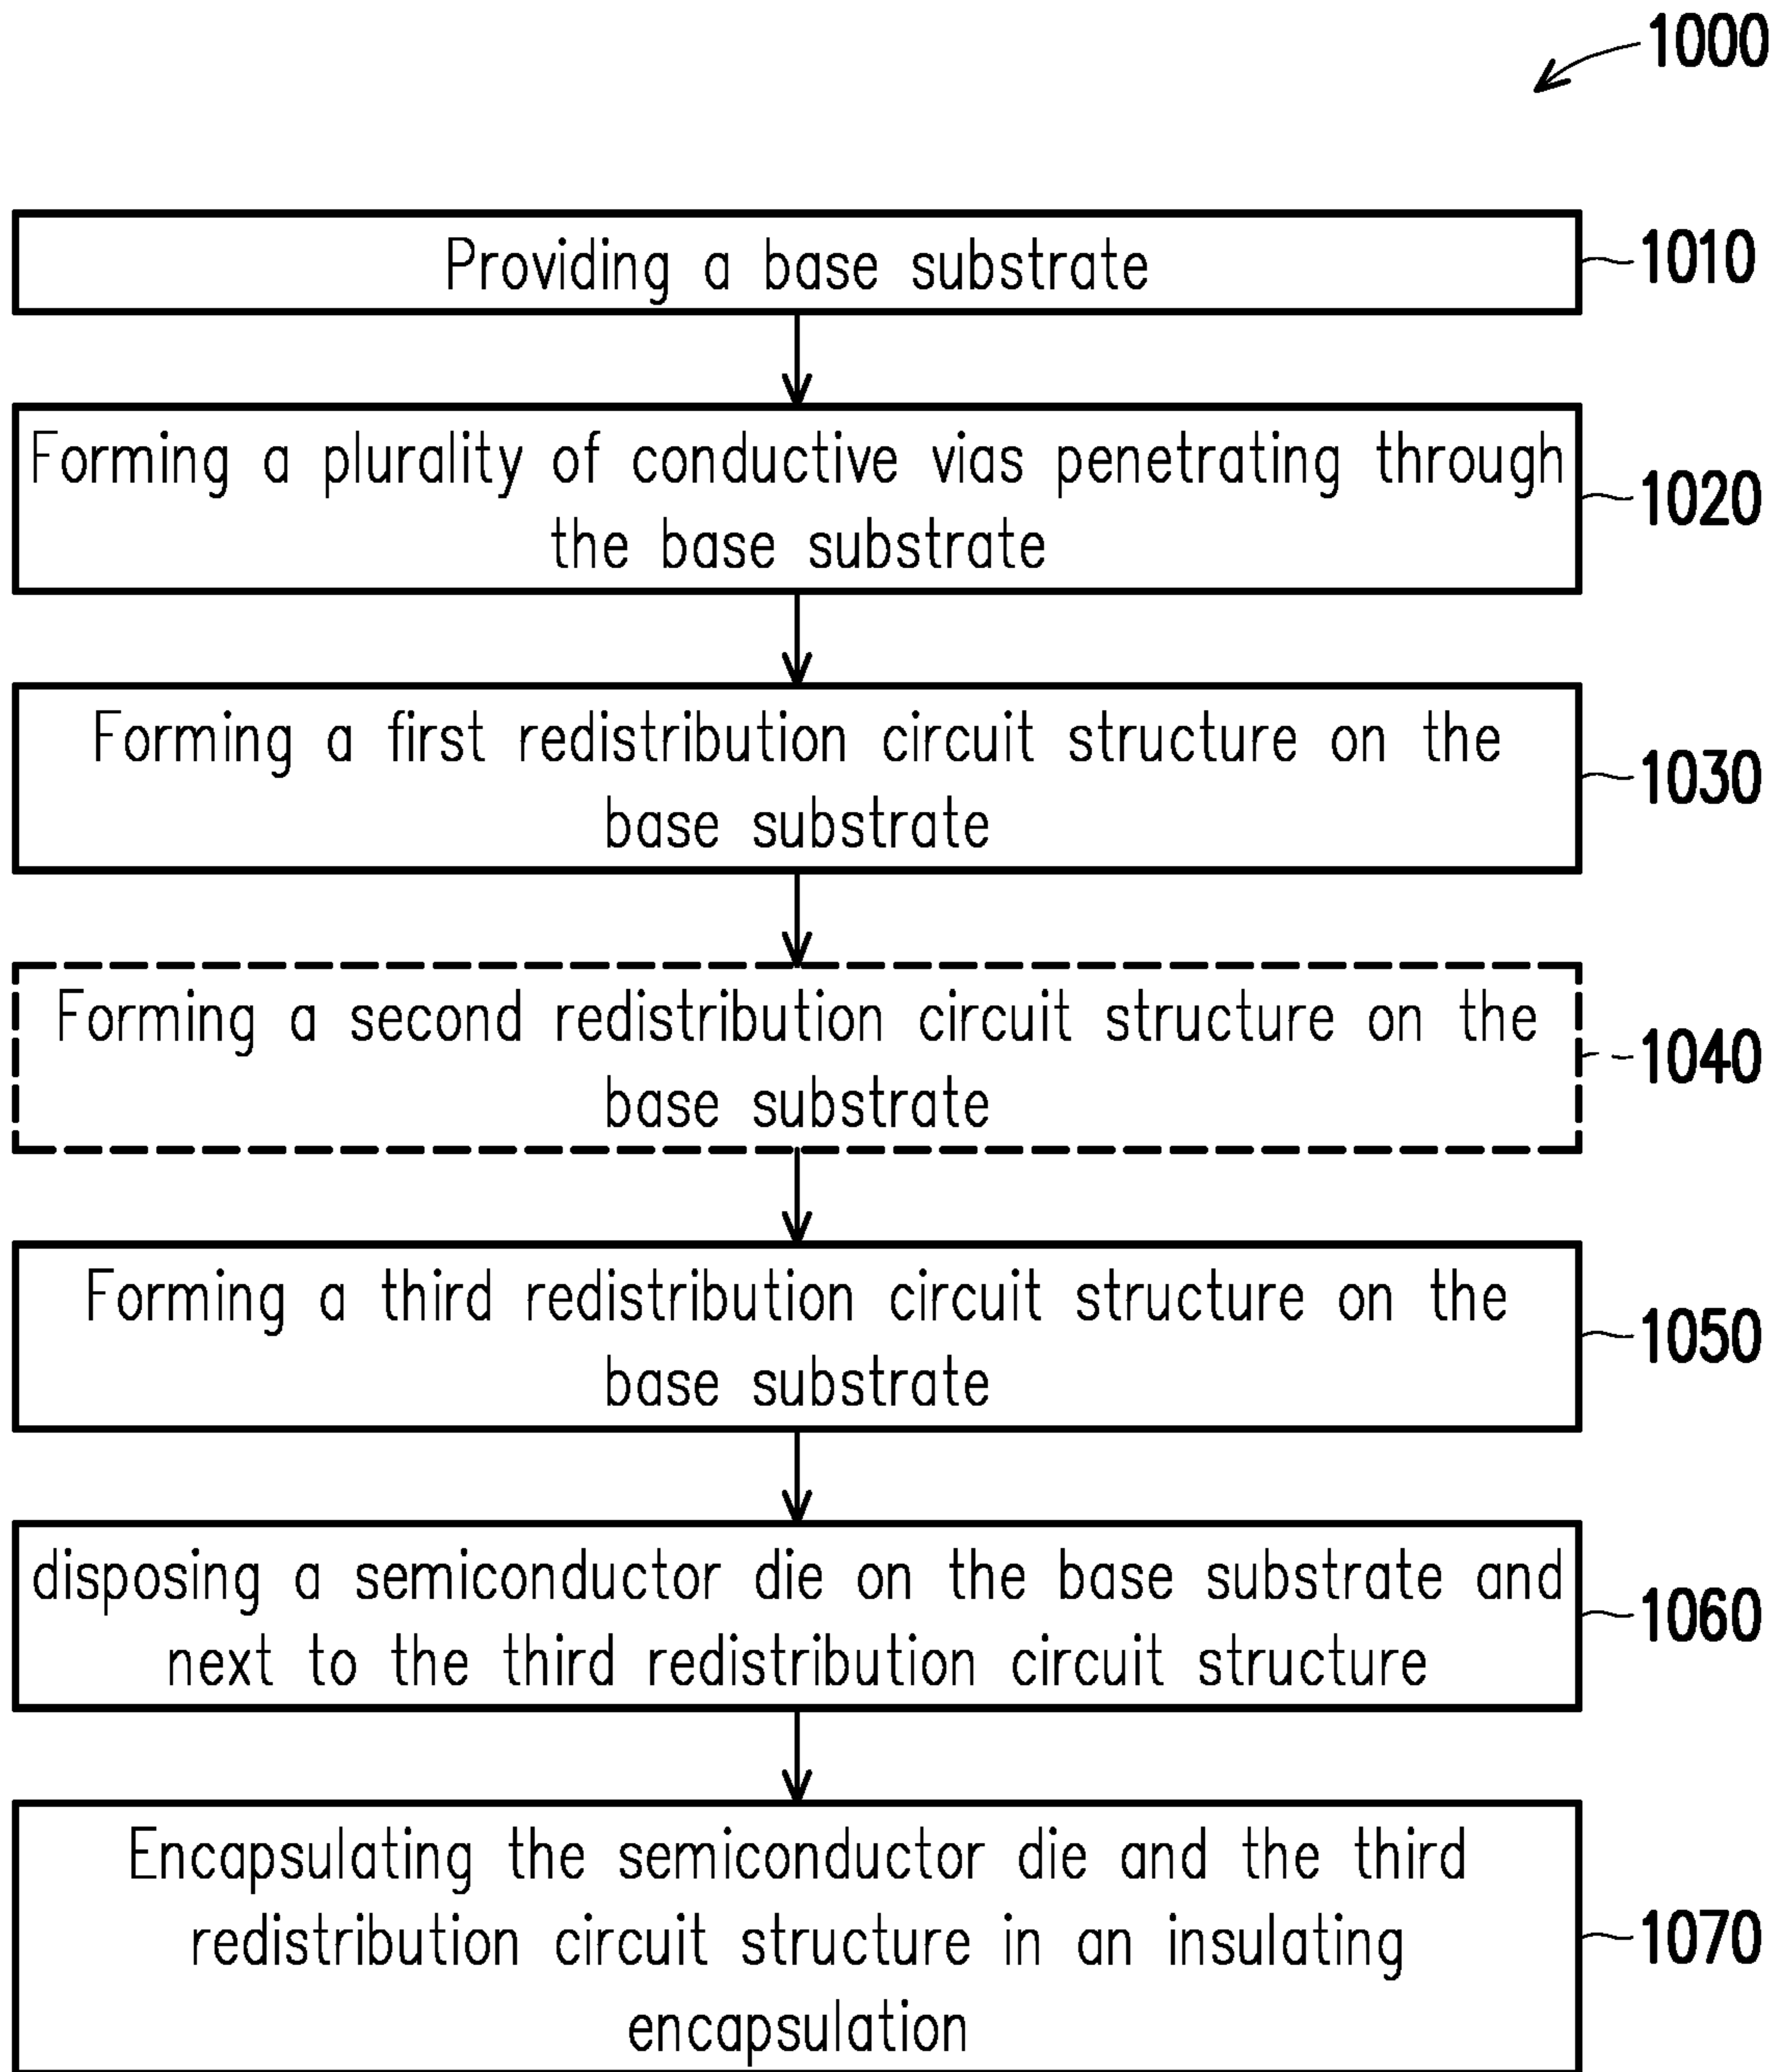 1000
Providing a base substrate
1010
Forming a plurality of conductive vias penetrating through
the base substrate
1020
Forming a first redistribution circuit structure on the
base substrate
1030
Forming a second redistribution circuit structure on the
base substrate
1040
Forming a third redistribution circuit structure on the
base substrate
1050
disposing a semiconductor die on the base substrate and
next to the third redistribution circuit structure
1060
Encapsulating the semiconductor die and the third
redistribution circuit structure in an insulating
encapsulation
1070